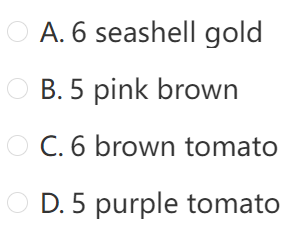 A. 6 seashell gold
B. 5 pink brown
C. 6 brown tomato
D. 5 purple tomato